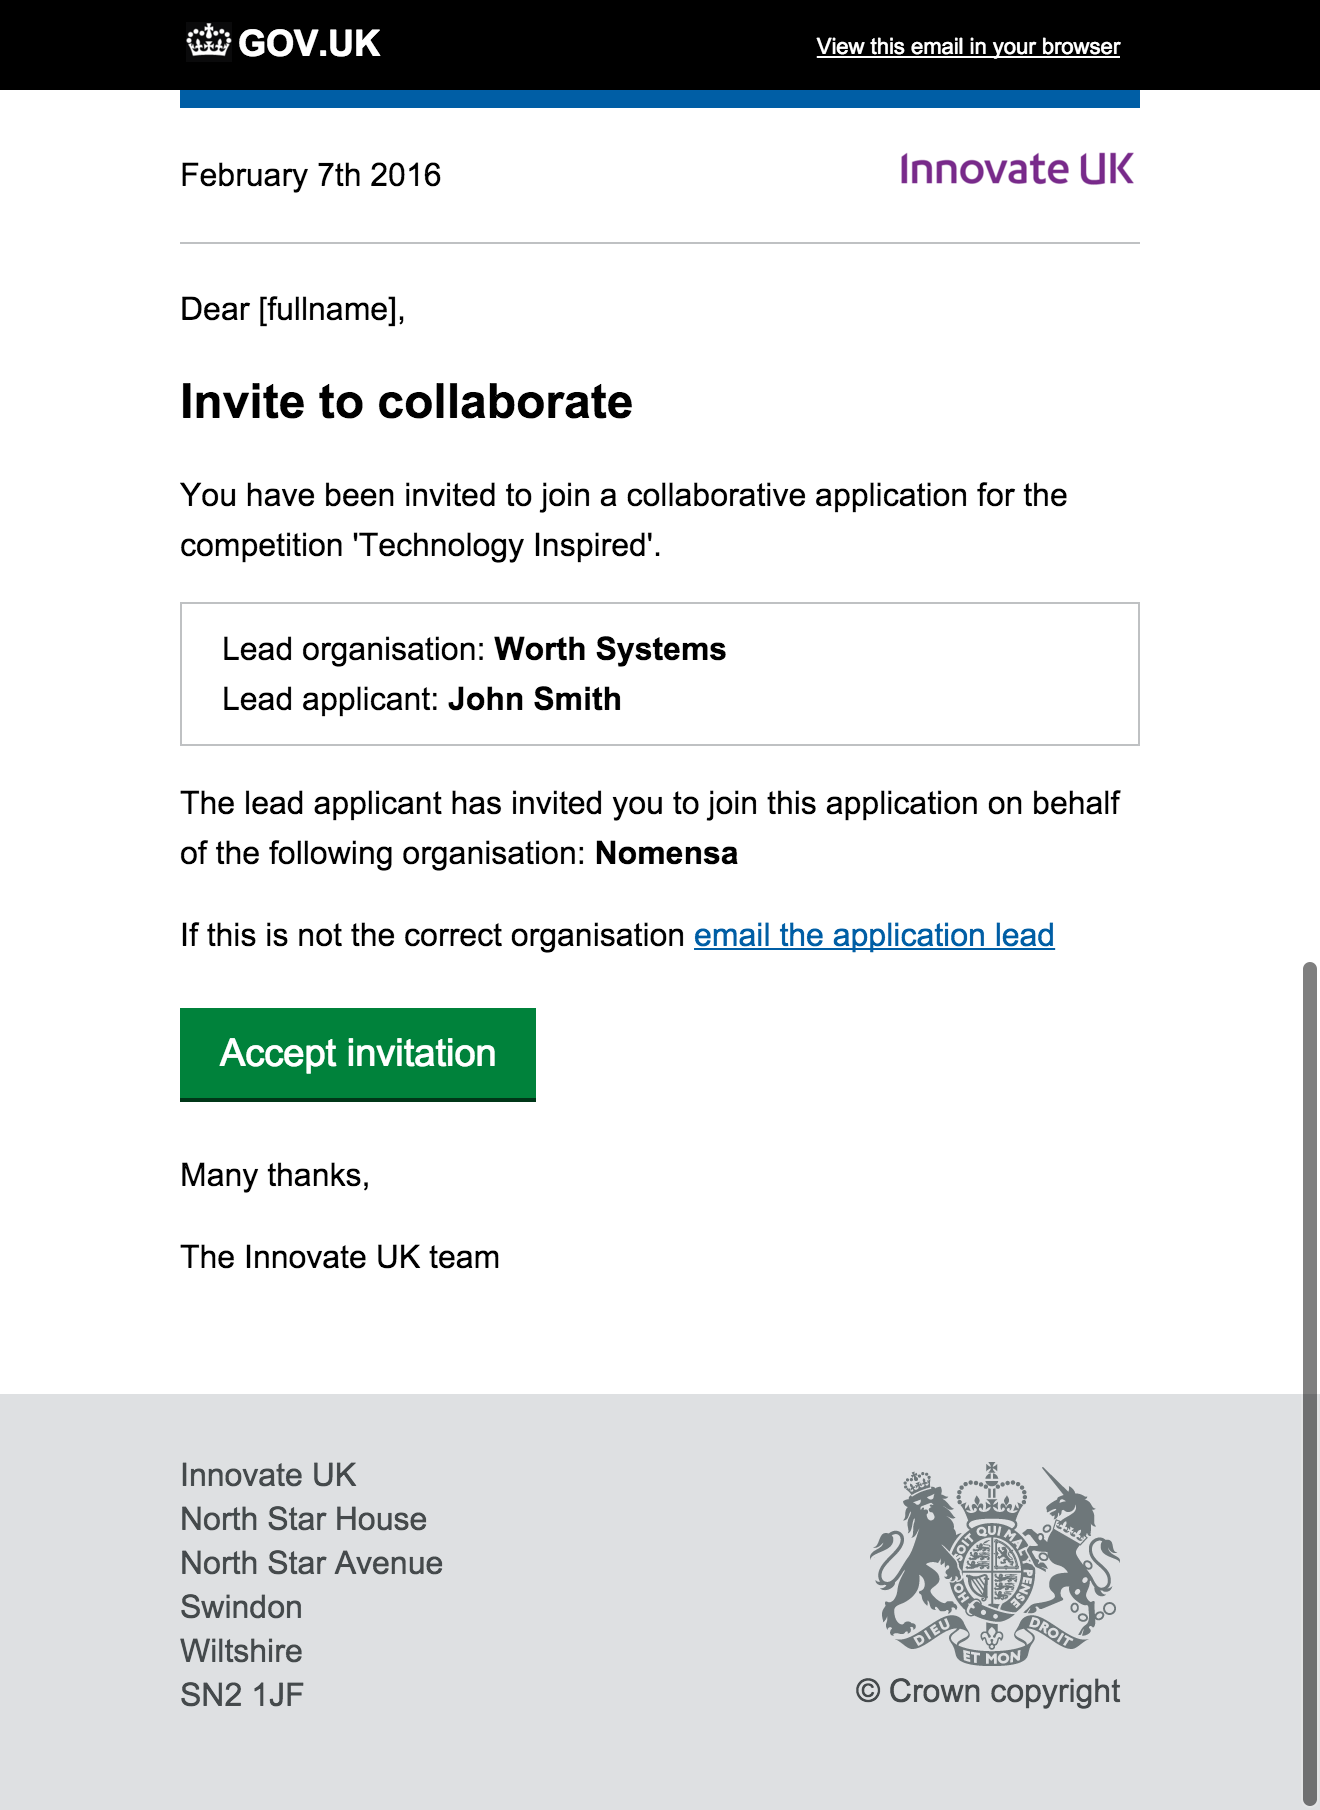 GOV.UK
View this email in your browser
February 7th 2016
Innovate UK
Dear [fullname],
Invite to collaborate
You have been invited to join a collaborative application for the
competition 'Technology Inspired'.
Lead organisation: Worth Systems
Lead applicant: John Smith
The lead applicant has invited you to join this application on behalf
of the following organisation: Nomensa
If this is not the correct organisation email the application lead
Accept invitation
Many thanks,
The Innovate UK team
Innovate UK
North Star House
North Star Avenue
Swindon
Wiltshire
SN2 1JF
SOIT QUI MAL
PENSE
HON
DIEU
ET MON
DROIT
© Crown copyright